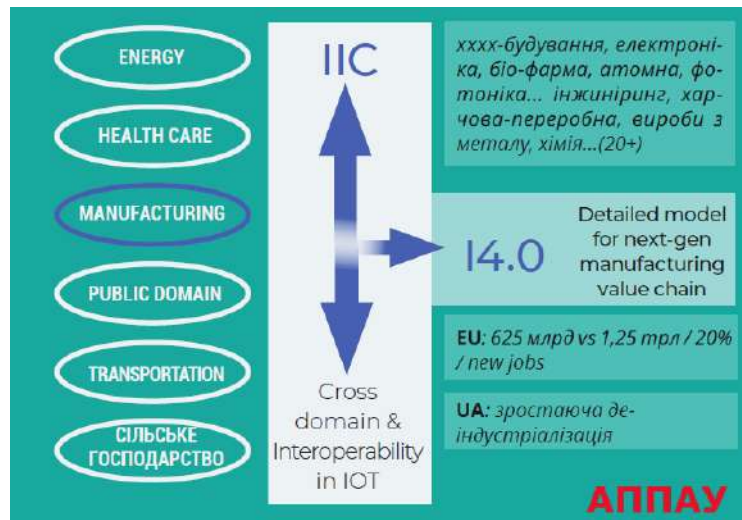 ENERGY
HEALTH CARE
MANUFACTURING
PUBLIC DOMAIN
TRANSPORTATION
СІЛЬСЬКЕ
ГОСПОДАРСТВО
IIC
Cross
domain &
Interoperability
in IOT
хххх-будування, електроні-
ка, біо-фарма, атомна, фо-
тоніка... інжиніринг, хар-
чова-переробна, вироби з
металу, хімія...(20+)
I4.0
Detailed model
for next-gen
manufacturing
value chain
EU: 625 млрд vs 1,25 трл / 20%
/ new jobs
UA: зростаюча де-
індустріалізація
АППАУ